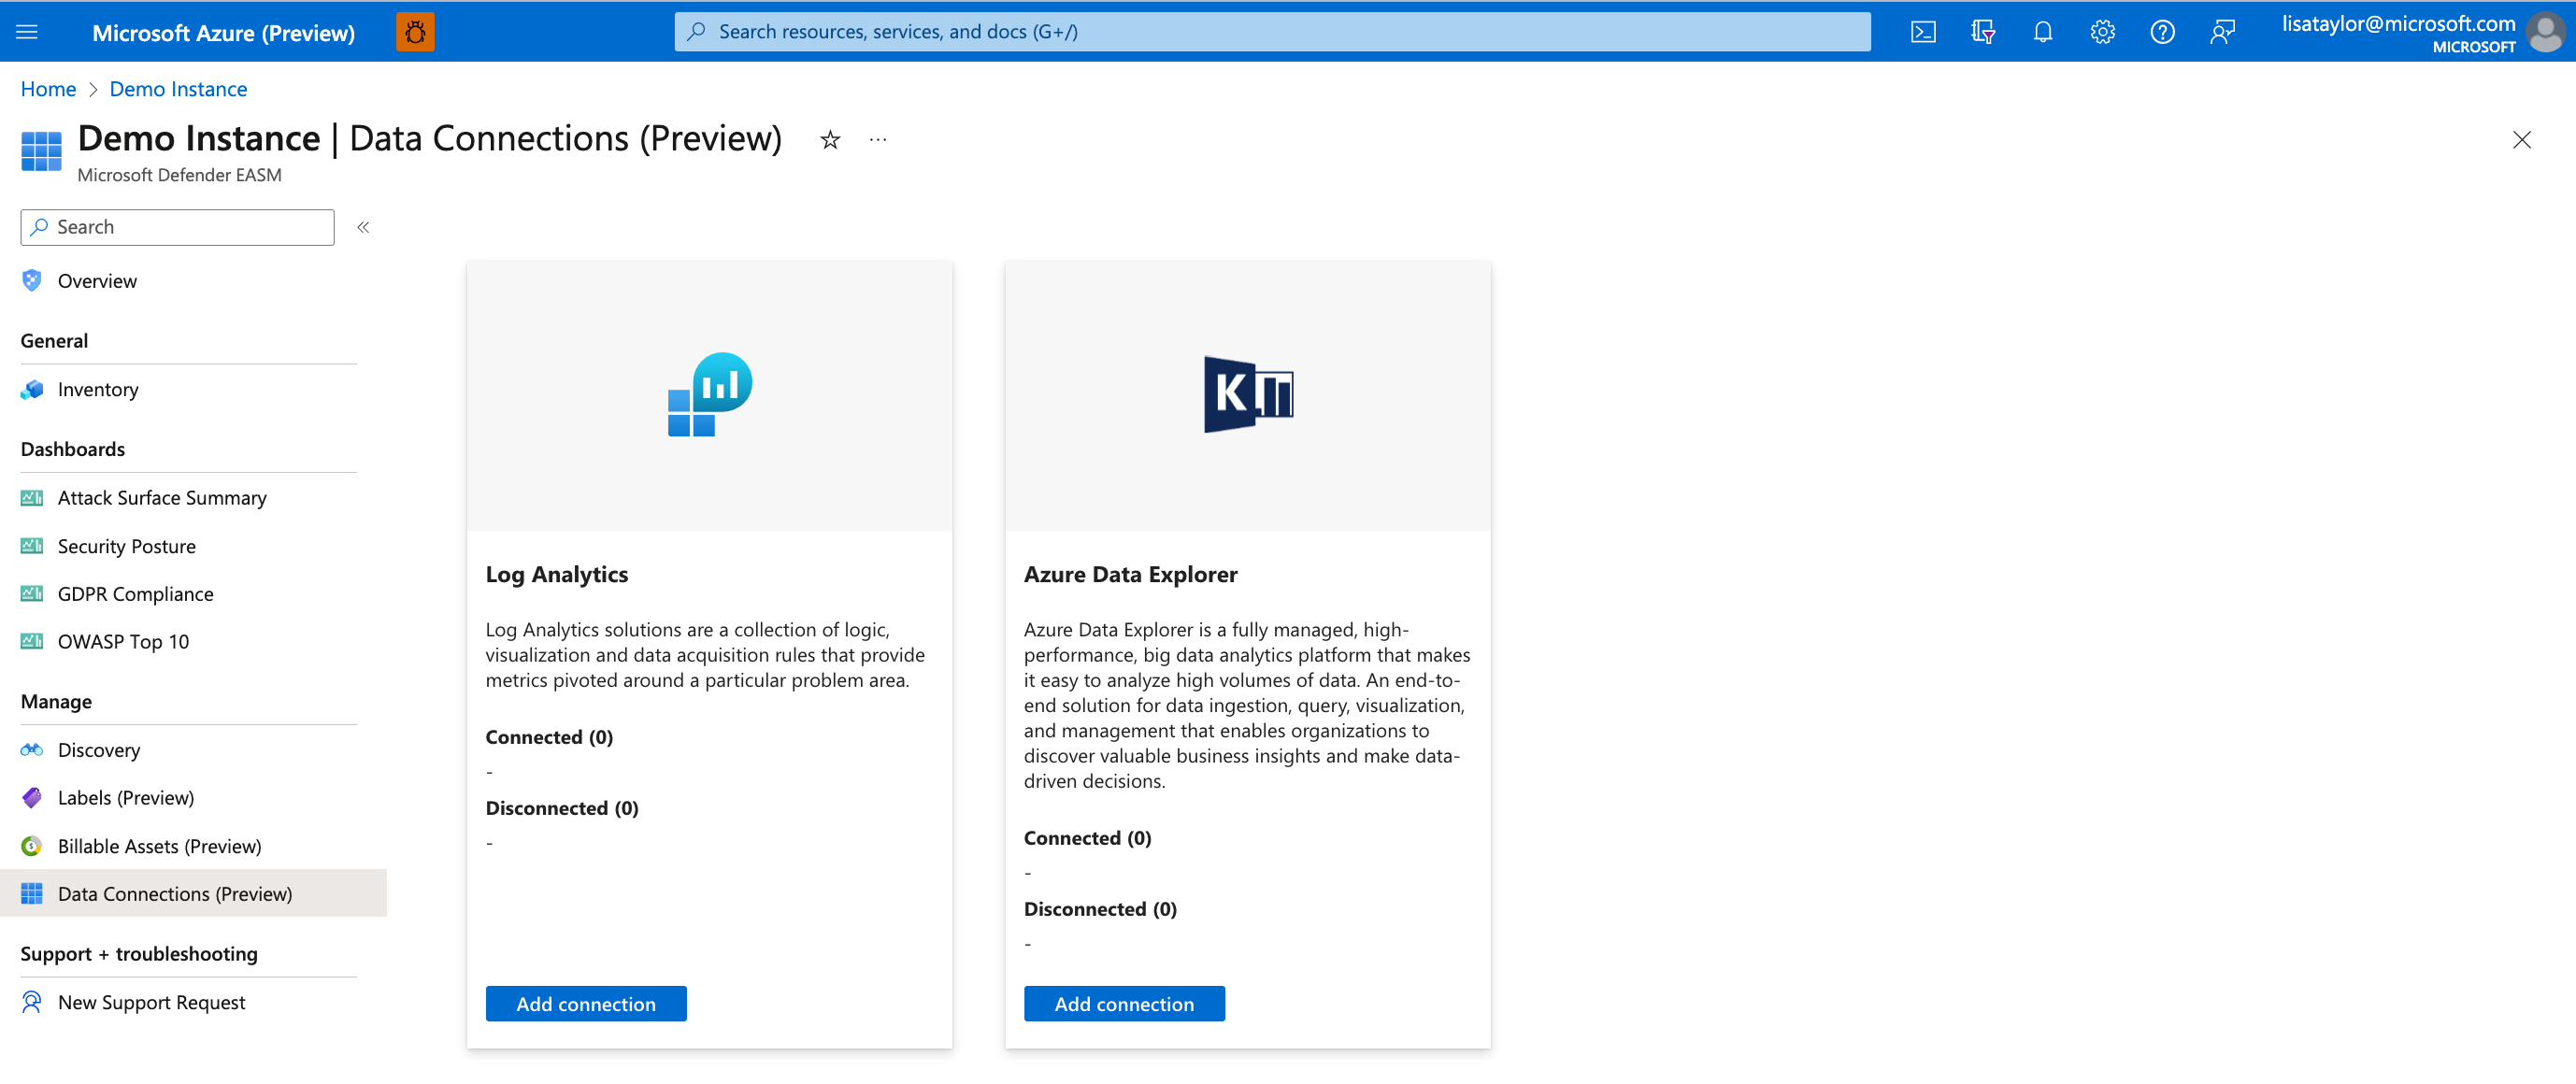 Microsoft Azure (Preview)
Search resources, services, and docs (G+/)
lisataylor@microsoft.com
MICROSOFT
Home > Demo Instance
Demo Instance | Data Connections (Preview)
Microsoft Defender EASM
Search
Overview
General
Inventory
Dashboards
Attack Surface Summary
Security Posture
GDPR Compliance
OWASP Top 10
Manage
Discovery
Labels (Preview)
Billable Assets (Preview)
Data Connections (Preview)
Support + troubleshooting
New Support Request
Log Analytics
Log Analytics solutions are a collection of logic,
visualization and data acquisition rules that provide
metrics pivoted around a particular problem area.
Connected (0)
-
Disconnected (0)
-
Add connection
K
Azure Data Explorer
Azure Data Explorer is a fully managed, high-
performance, big data analytics platform that makes
it easy to analyze high volumes of data. An end-to-
end solution for data ingestion, query, visualization,
and management that enables organizations to
discover valuable business insights and make data-
driven decisions.
Connected (0)
-
Disconnected (0)
-
Add connection